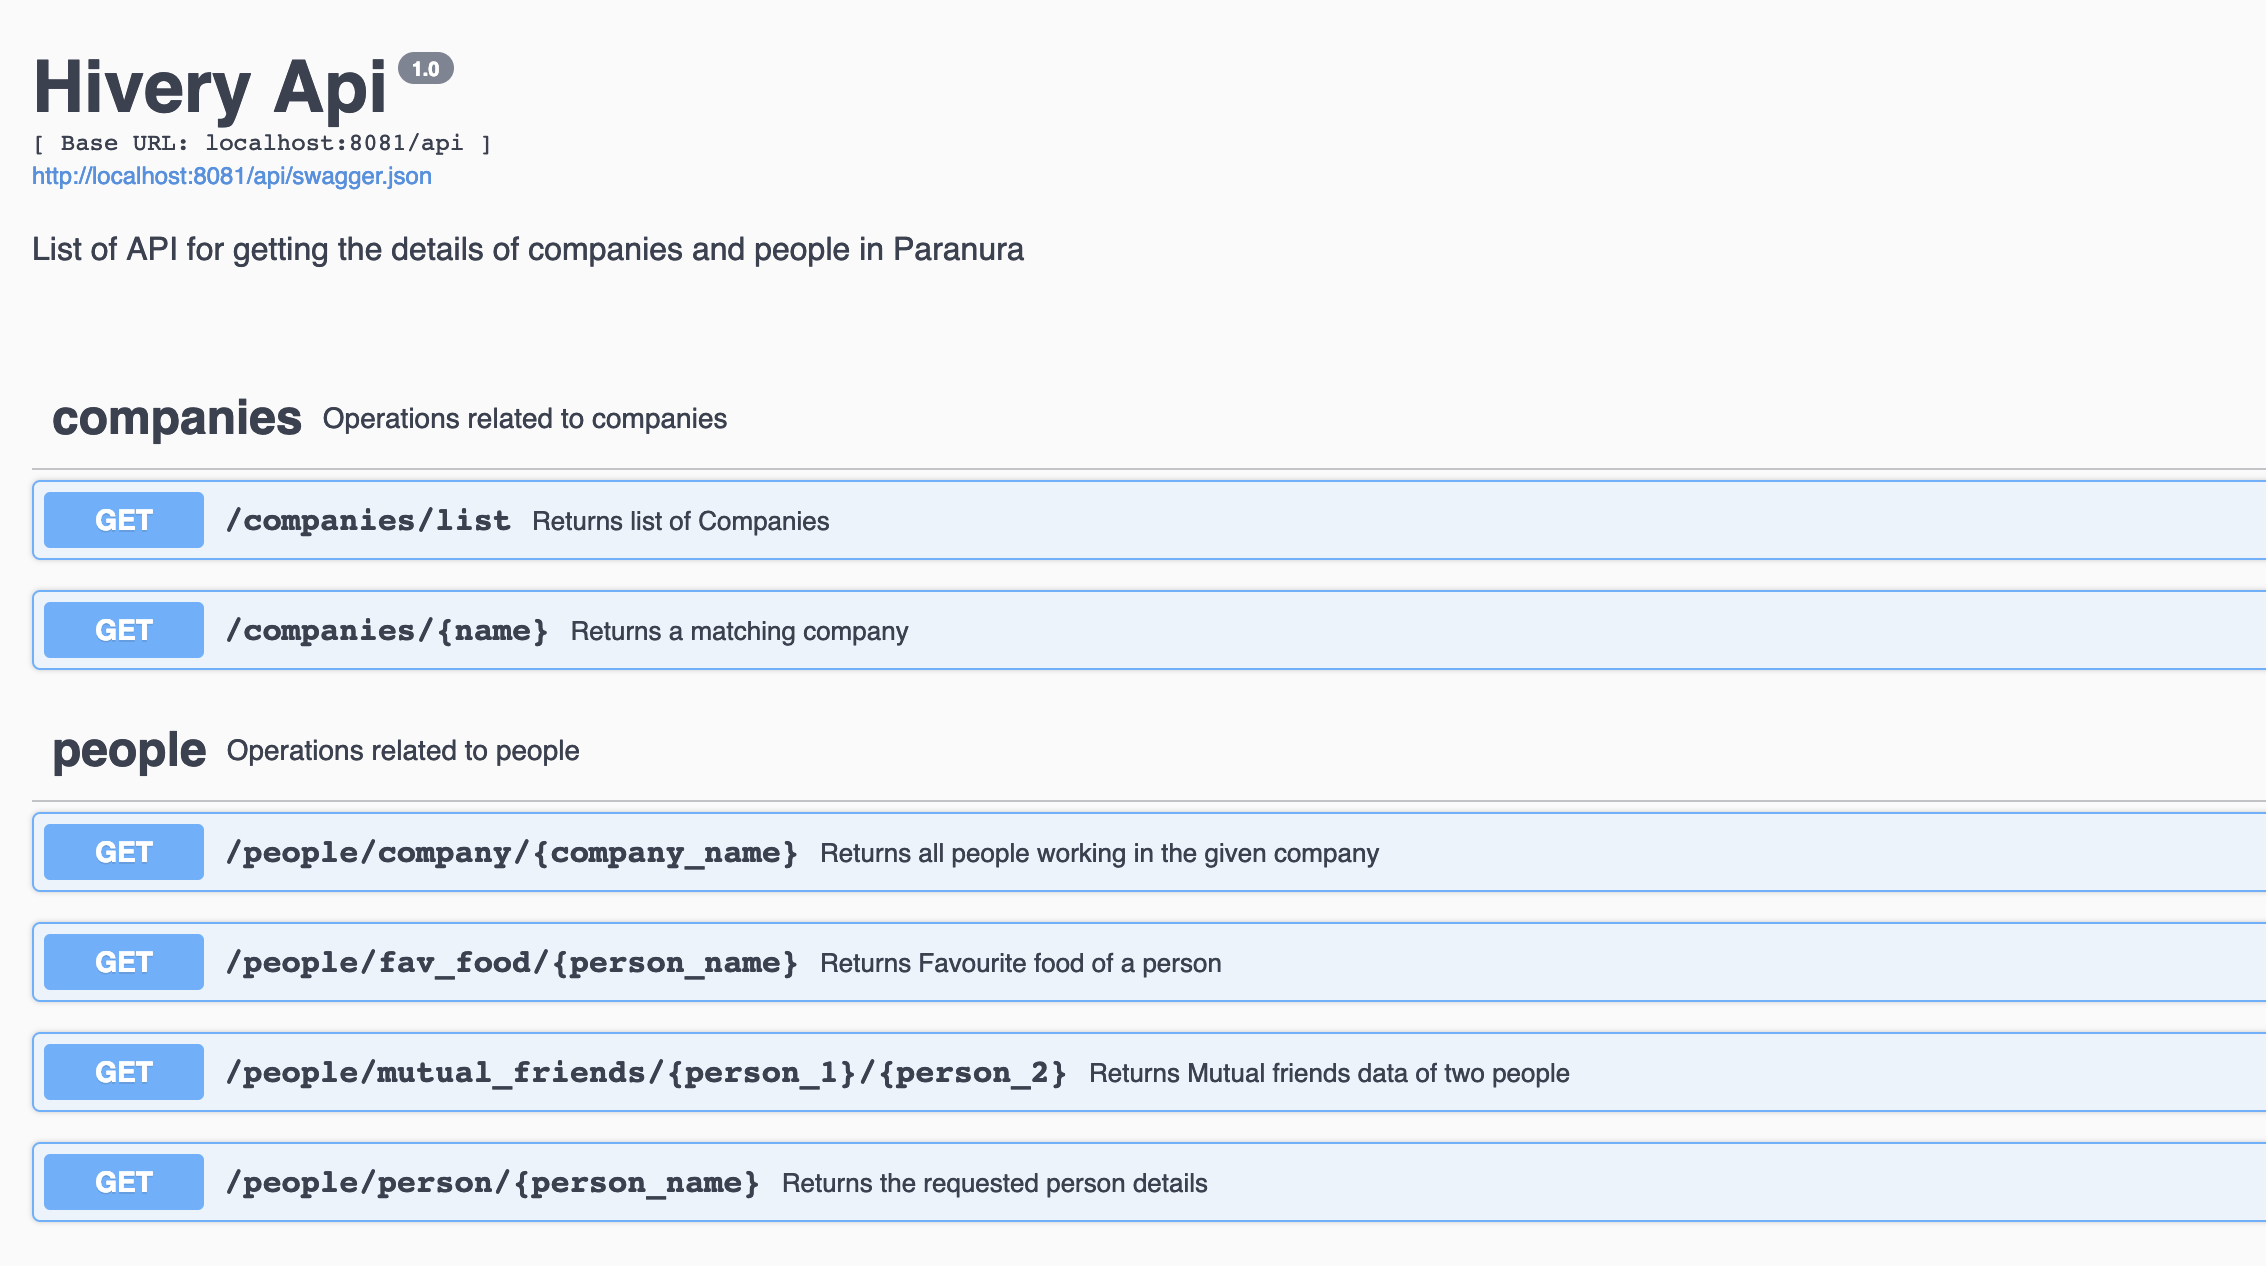 Hivery Api 1.0
[ Base URL: localhost:8081/api ]
http://localhost:8081/api/swagger.json
List of API for getting the details of companies and people in Paranura
companies Operations related to companies
GET /companies/list Returns list of Companies
GET /companies/{name} Returns a matching company
people Operations related to people
GET /people/company/{company_name} Returns all people working in the given company
GET /people/fav_food/{person_name} Returns Favourite food of a person
GET /people/mutual_friends/{person_1}/{person_2} Returns Mutual friends data of two people
GET /people/person/{person_name} Returns the requested person details